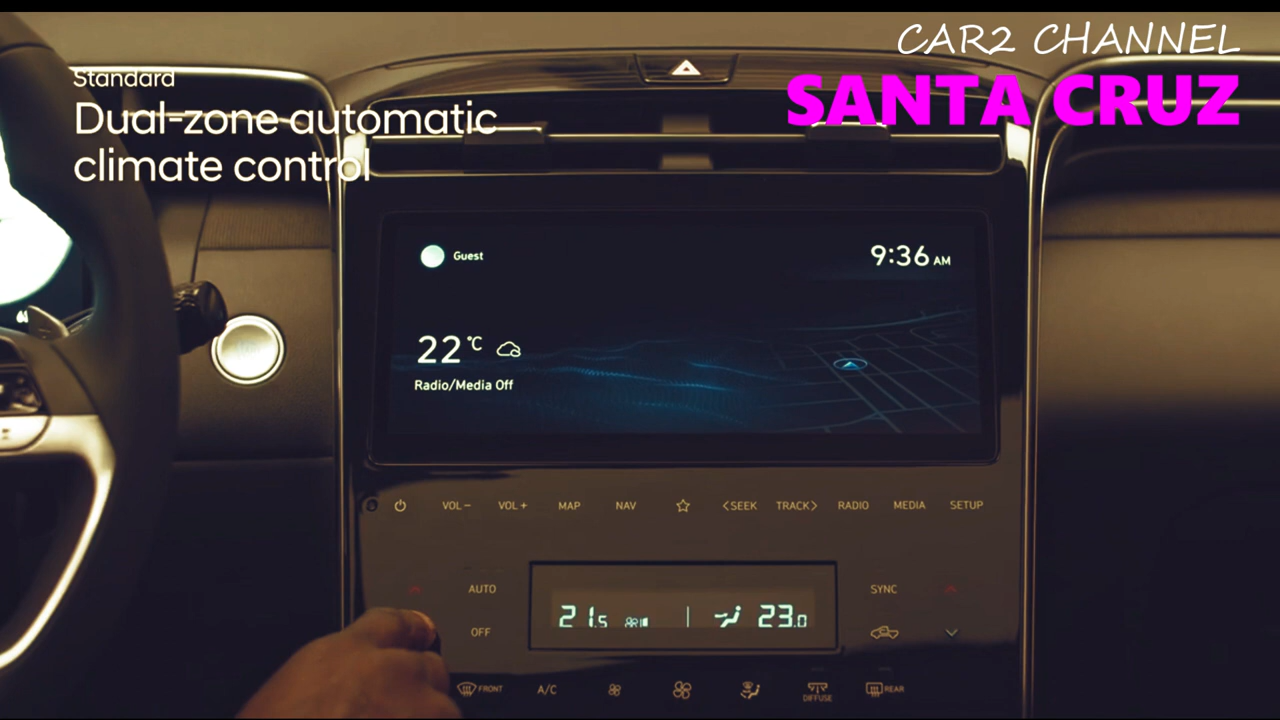 CAR2 CHANNEL
SANTA CRUZ
Standard
Dual-zone automatic
climate control
Guest
9:36 AM
22 °C
Radio/Media Off
VOL− VOL+ MAP NAV <SEEK TRACK> RADIO MEDIA SETUP
AUTO SYNC
21.5 23.0
OFF
FRONT A/C DIFFUSE REAR